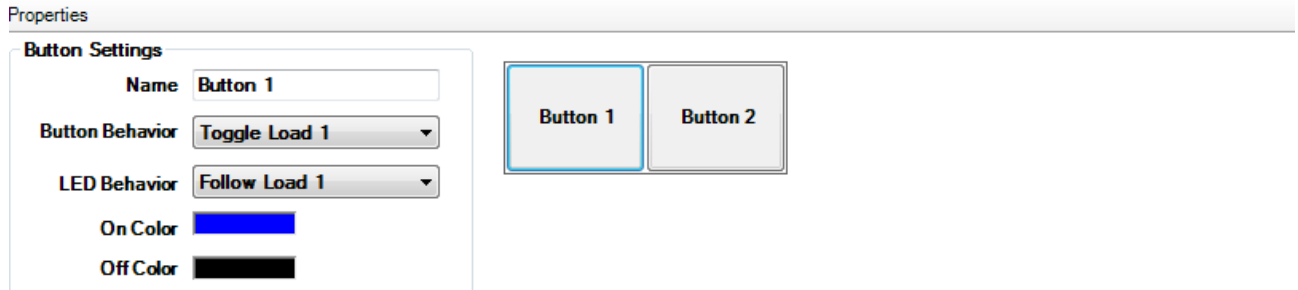 Properties
Button Settings
Name Button 1
Button Behavior Toggle Load 1
LED Behavior Follow Load 1
On Color
Off Color
Button 1 Button 2